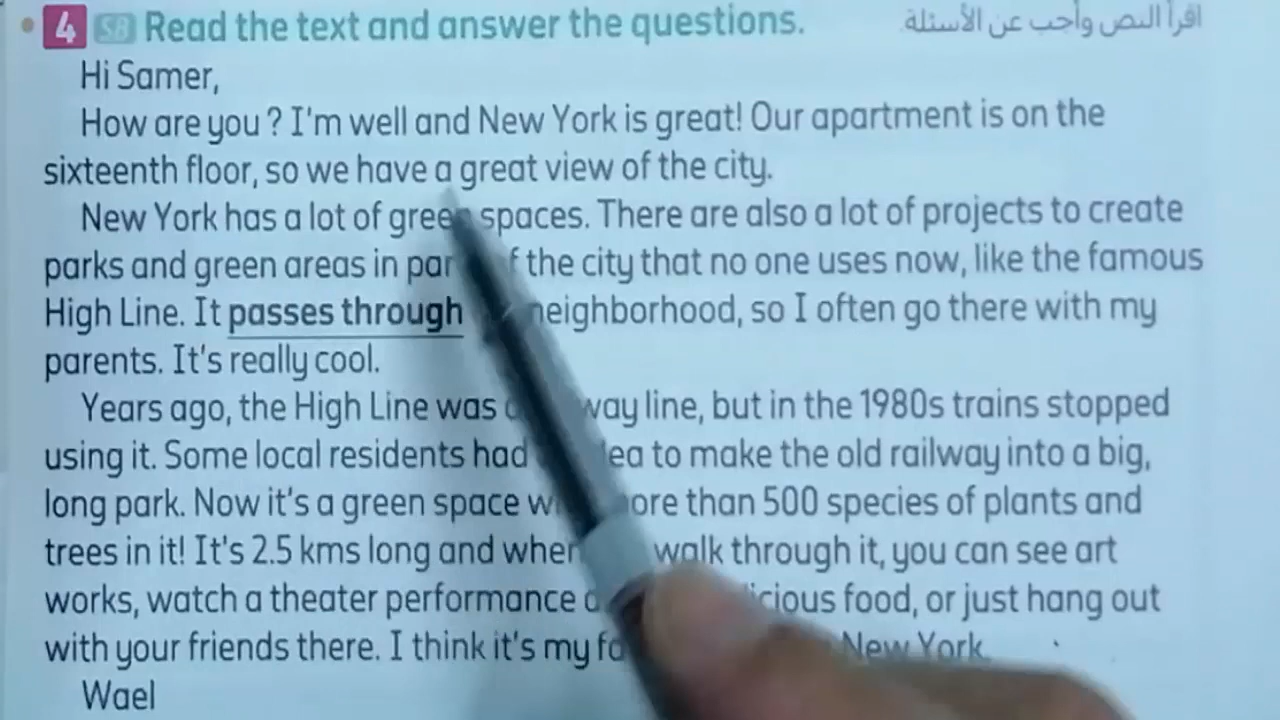 4 SB Read the text and answer the questions. اقرأ النص وأجب عن الأسئلة.
Hi Samer,
How are you ? I'm well and New York is great! Our apartment is on the
sixteenth floor, so we have a great view of the city.
New York has a lot of green spaces. There are also a lot of projects to create
parks and green areas in the city that no one uses now, like the famous
High Line. It passes through neighborhood, so I often go there with my
parents. It's really cool.
Years ago, the High Line was line, but in the 1980s trains stopped
using it. Some local residents had to make the old railway into a big,
long park. Now it's a green space than 500 species of plants and
trees in it! It's 2.5 kms long and walk through it, you can see art
works, watch a theater performance food, or just hang out
with your friends there. I think it's my New York.
Wael